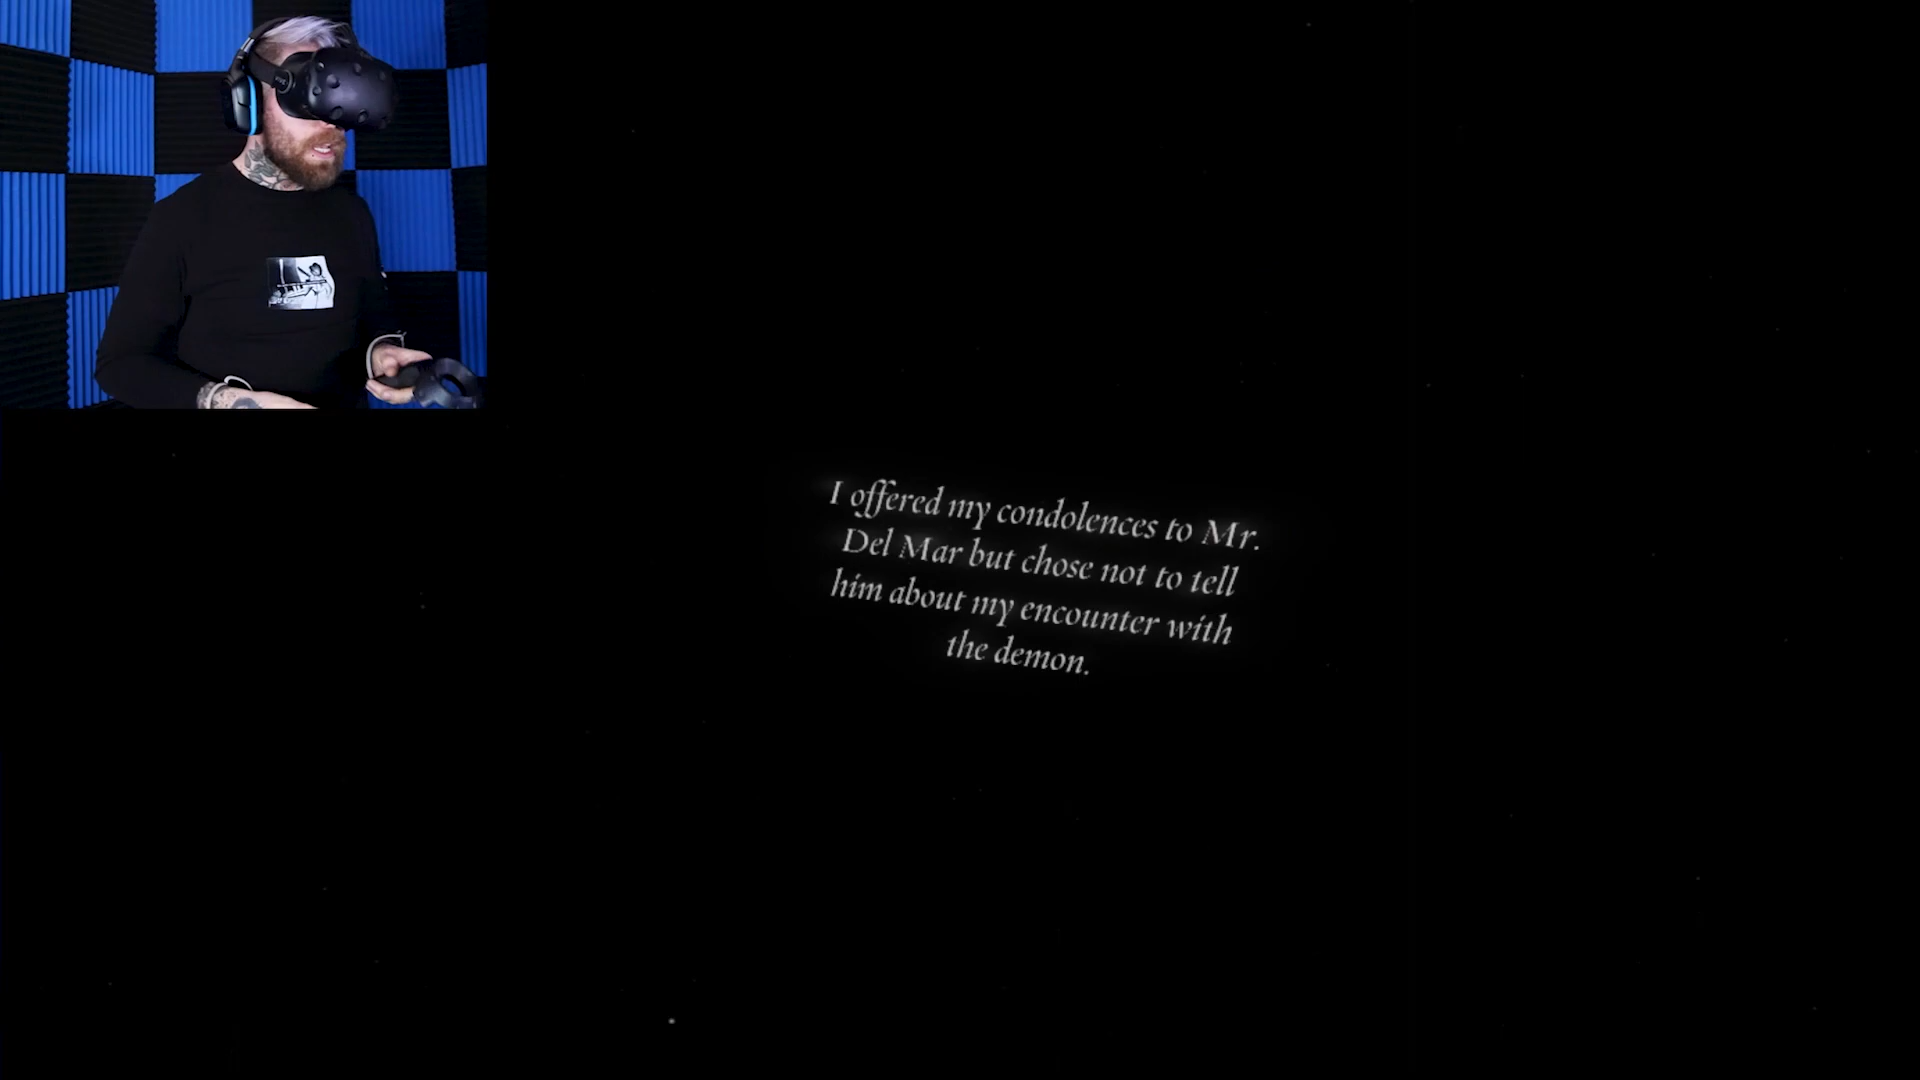 I offered my condolences to Mr.
Del Mar but chose not to tell
him about my encounter with
the demon.